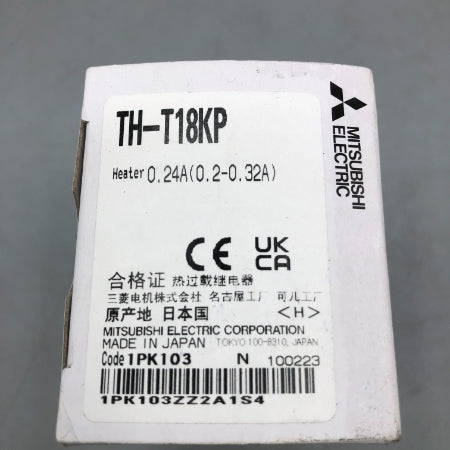 TH-T18KP
Heater 0.24A(0.2-0.32A)
MITSUBISHI
ELECTRIC
CE UK
CA
合格证 热过载继电器
三菱电机株式会社 名古屋工厂 可儿工厂
原产地 日本国 <H>
MITSUBISHI ELECTRIC CORPORATION
MADE IN JAPAN TOKYO 100-8310, JAPAN
Code 1PK103 N 100223
1PK103ZZ2A1S4